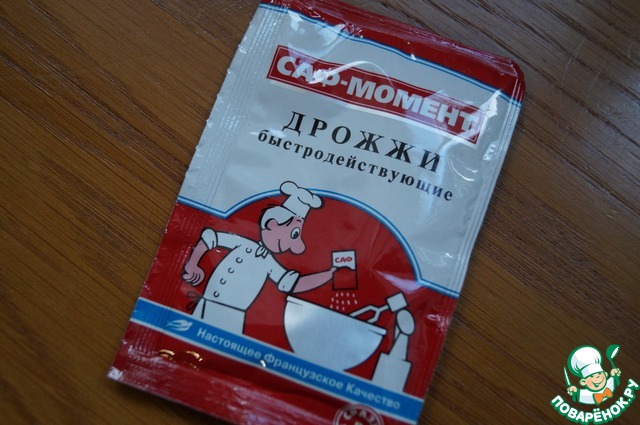 САФ-МОМЕНТ
ДРОЖЖИ
быстродействующие
САФ
Настоящее Французское Качество
ПОВАРЁНОК.РУ